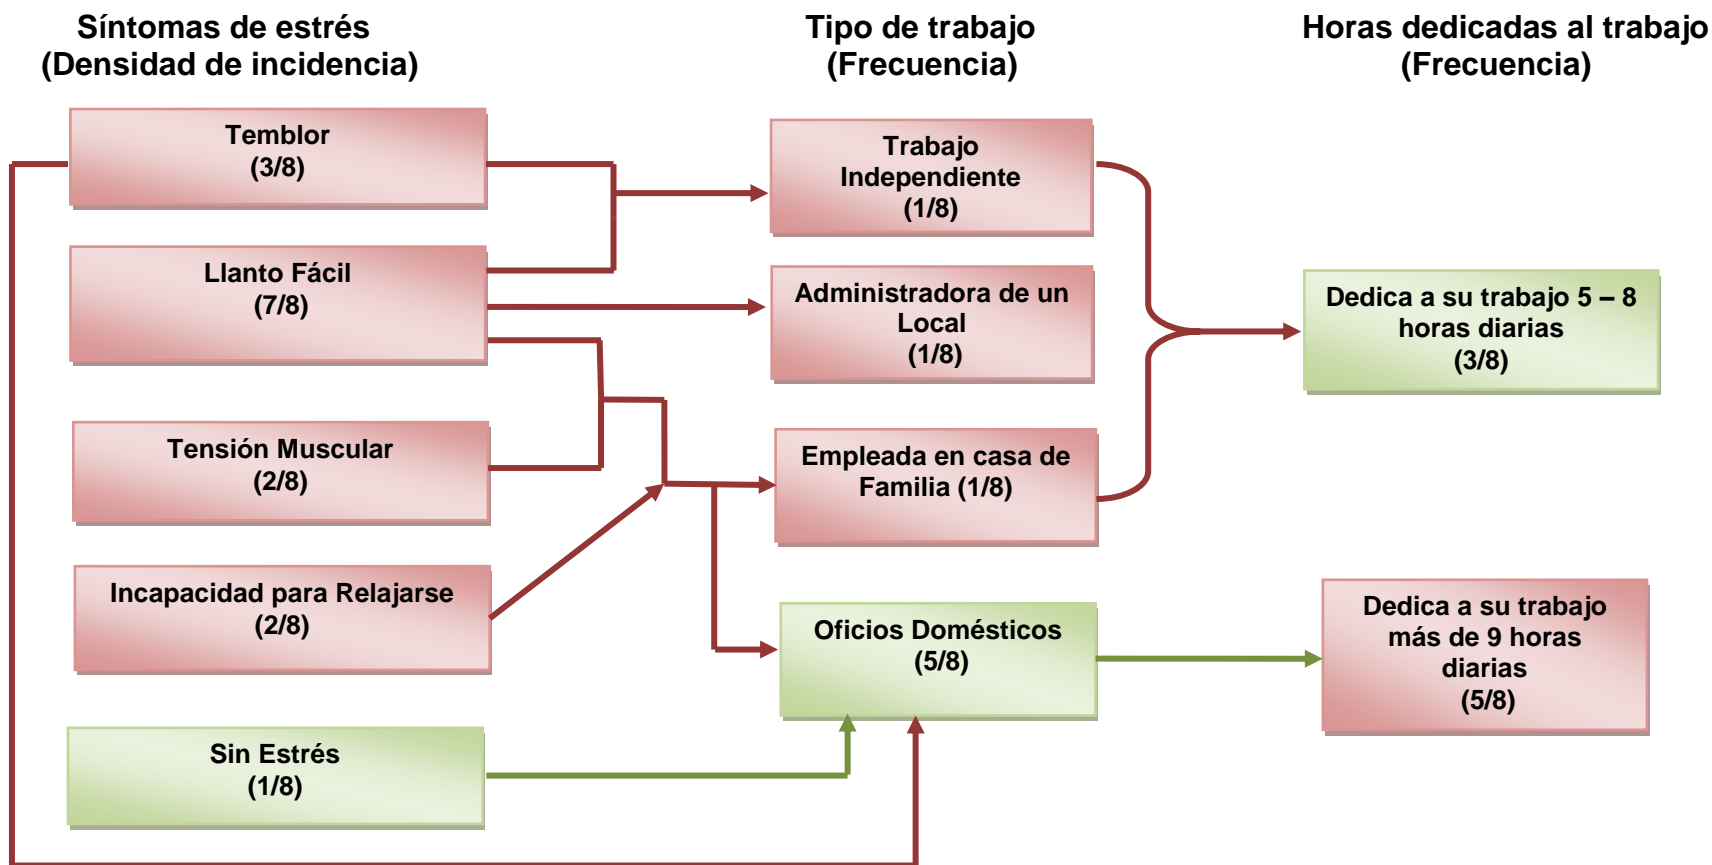 Síntomas de estrés
(Densidad de incidencia)
Tipo de trabajo
(Frecuencia)
Horas dedicadas al trabajo
(Frecuencia)
Temblor
(3/8)
Llanto Fácil
(7/8)
Tensión Muscular
(2/8)
Incapacidad para Relajarse
(2/8)
Sin Estrés
(1/8)
Trabajo
Independiente
(1/8)
Administradora de un
Local
(1/8)
Empleada en casa de
Familia (1/8)
Oficios Domésticos
(5/8)
Dedica a su trabajo 5 – 8
horas diarias
(3/8)
Dedica a su trabajo
más de 9 horas
diarias
(5/8)